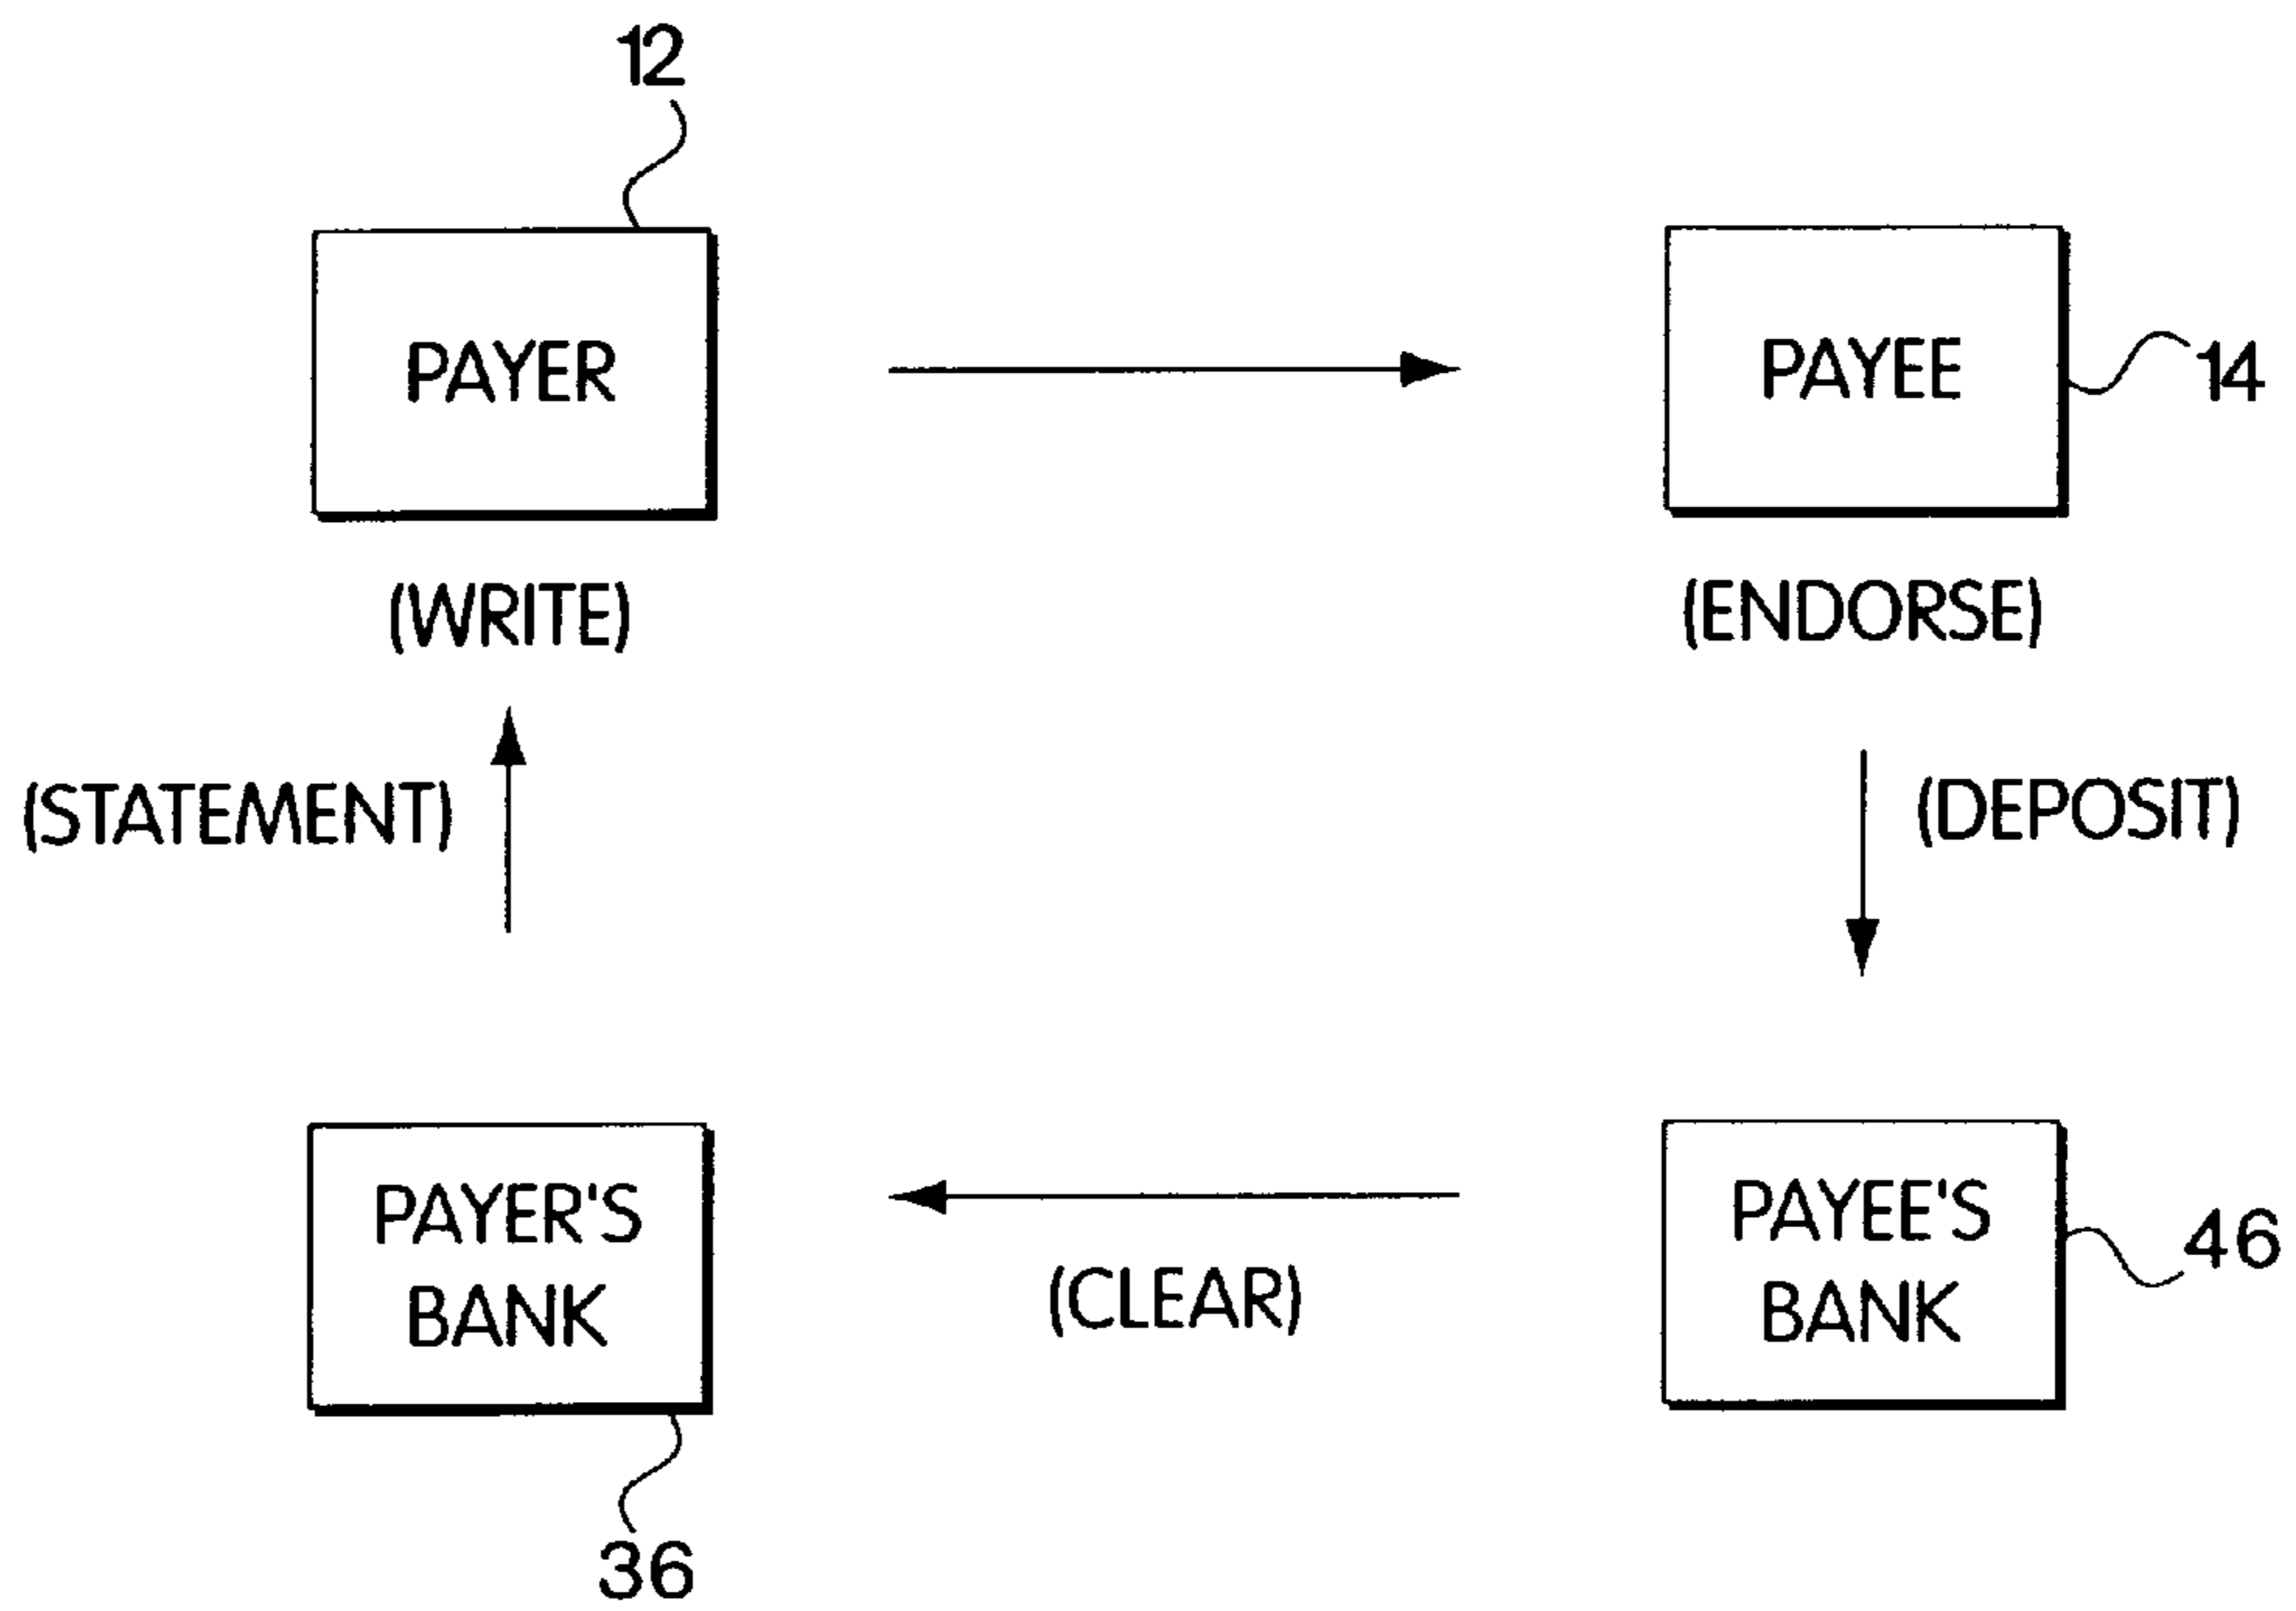 12
PAYER
PAYEE
14
(WRITE)
(ENDORSE)
(STATEMENT)
(DEPOSIT)
PAYER'S
BANK
(CLEAR)
PAYEE'S
BANK
46
36